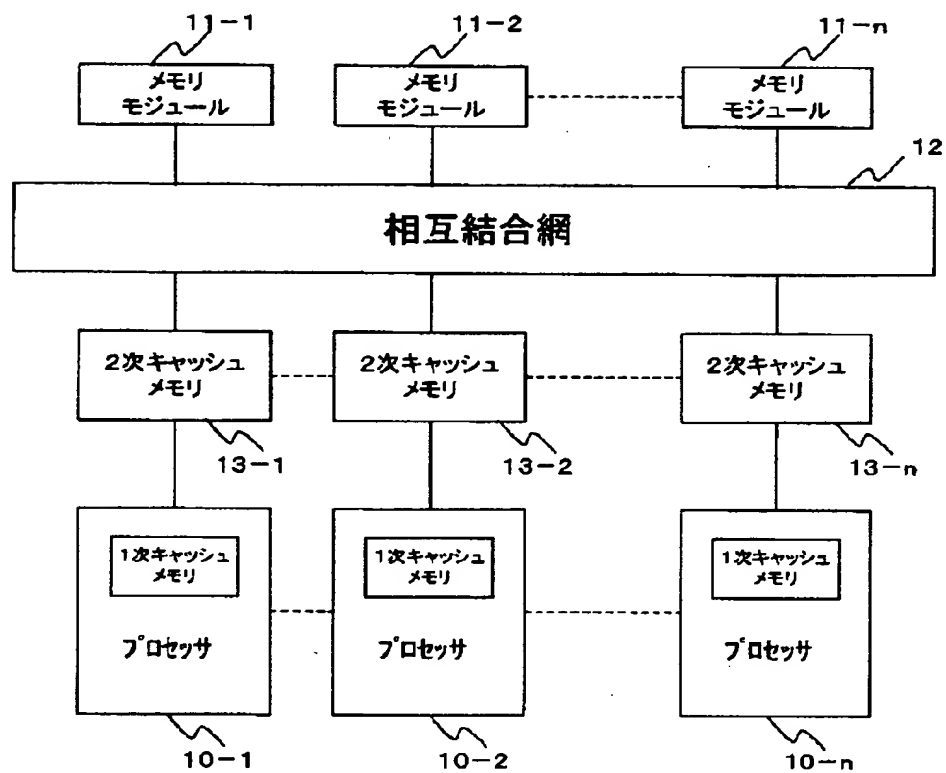 11-1
11-2
11-n
メモリ
モジュール
メモリ
モジュール
メモリ
モジュール
12
相互結合網
2次キャッシュ
メモリ
2次キャッシュ
メモリ
2次キャッシュ
メモリ
13-1
13-2
13-n
1次キャッシュ
メモリ
プロセッサ
1次キャッシュ
メモリ
プロセッサ
1次キャッシュ
メモリ
プロセッサ
10-1
10-2
10-n